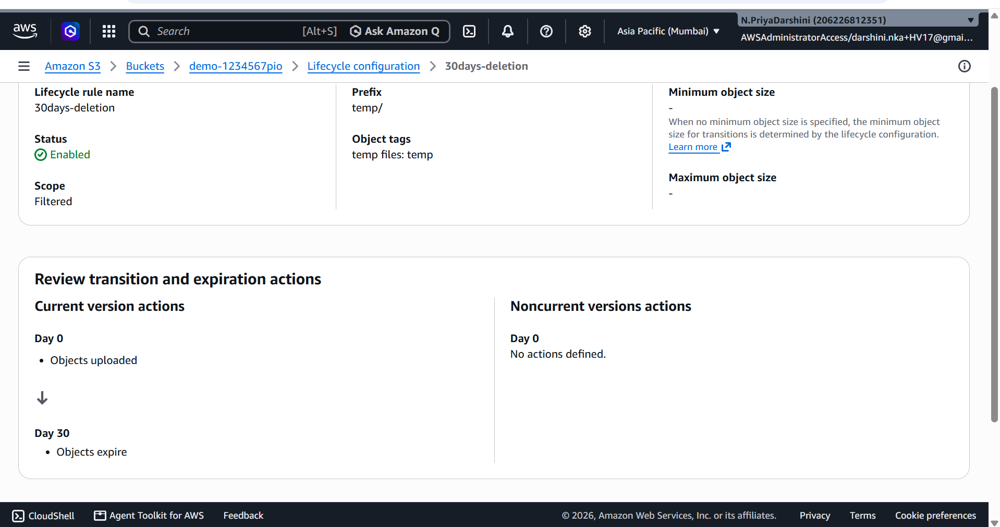 aws
Search [Alt+S] Ask Amazon Q
Asia Pacific (Mumbai)
N.PriyaDarshini (206226812351)
AWSAdministratorAccess/darshini.nka+HV17@gmai...
Amazon S3 > Buckets > demo-1234567pio > Lifecycle configuration > 30days-deletion
Lifecycle rule name
30days-deletion
Status
Enabled
Scope
Filtered
Prefix
temp/
Object tags
temp files: temp
Minimum object size
-
When no minimum object size is specified, the minimum object
size for transitions is determined by the lifecycle configuration.
Learn more
Maximum object size
-
Review transition and expiration actions
Current version actions
Day 0
• Objects uploaded
Day 30
• Objects expire
Noncurrent versions actions
Day 0
No actions defined.
CloudShell Agent Toolkit for AWS Feedback © 2026, Amazon Web Services, Inc. or its affiliates. Privacy Terms Cookie preferences